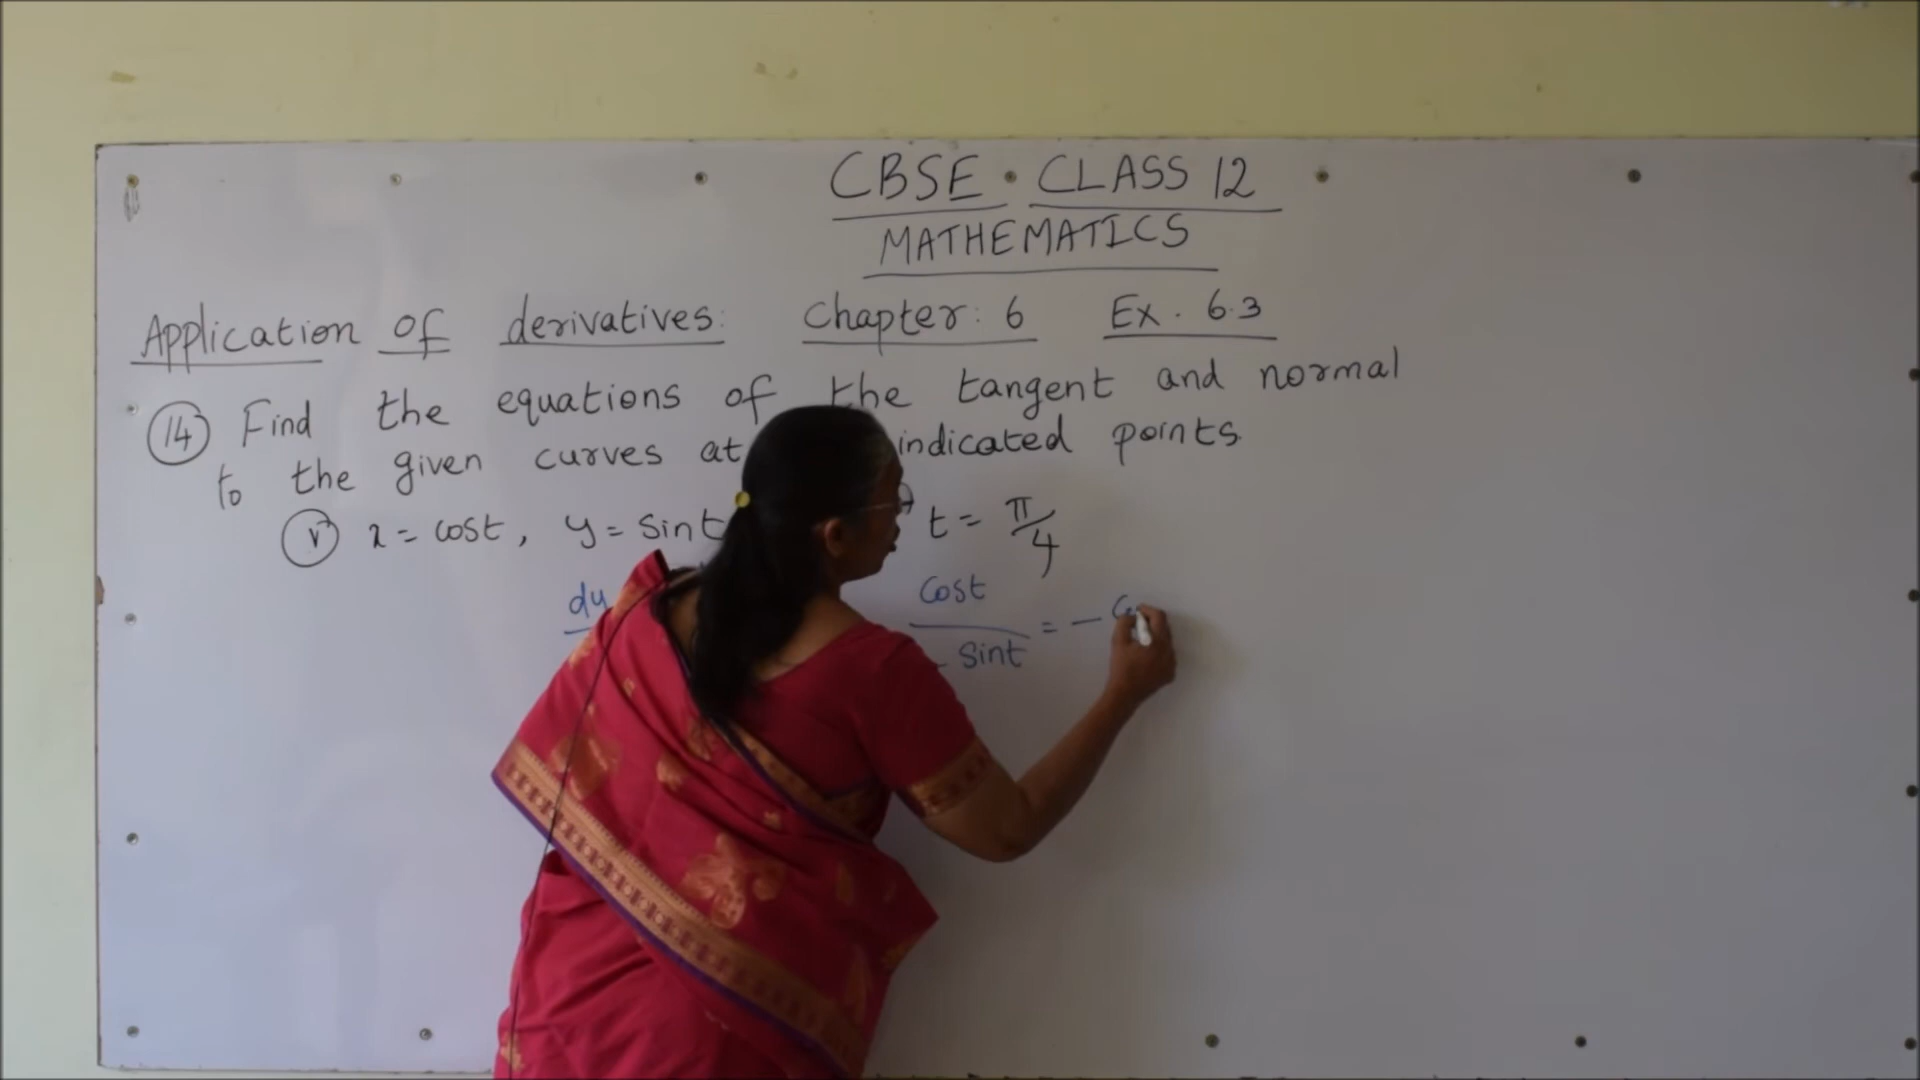 CBSE CLASS 12
MATHEMATICS
Application of derivatives: Chapter: 6 Ex. 6.3
14 Find the equations of the tangent and normal
to the given curves at indicated points
V x = cost, y = sint t = π/4
dy cost / - sint = -